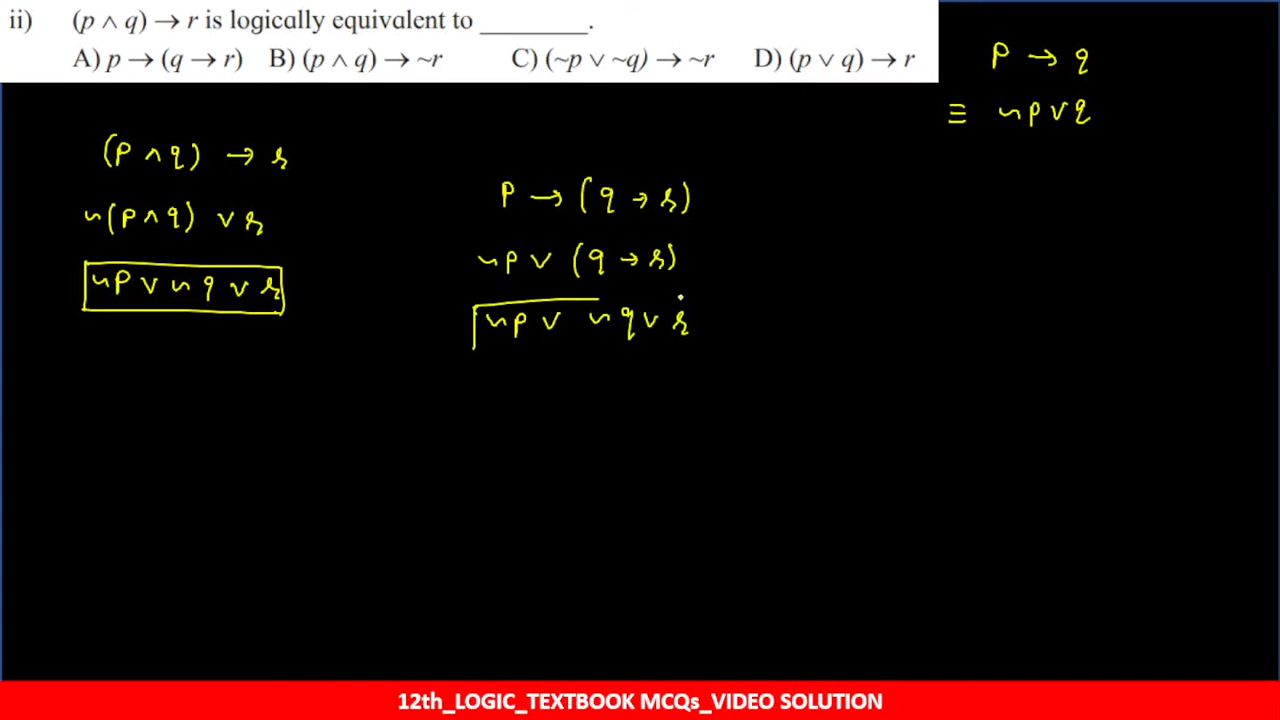 ii) (p ∧ q) → r is logically equivalent to ________.
A) p → (q → r) B) (p ∧ q) → ~r C) (~p ∨ ~q) → ~r D) (p ∨ q) → r
p → q
≡ ~p ∨ q
(p ∧ q) → r
~(p ∧ q) ∨ r
~p ∨ ~q ∨ r
p → (q → r)
~p ∨ (q → r)
~p ∨ ~q ∨ r
12th_LOGIC_TEXTBOOK MCQs_VIDEO SOLUTION